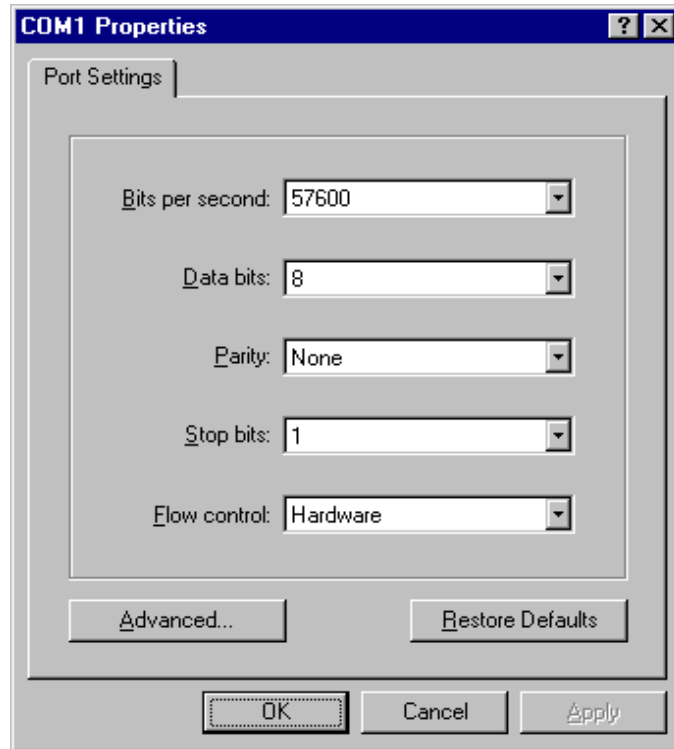 COM1 Properties
Port Settings
Bits per second: 57600
Data bits: 8
Parity: None
Stop bits: 1
Flow control: Hardware
Advanced... Restore Defaults
OK Cancel Apply